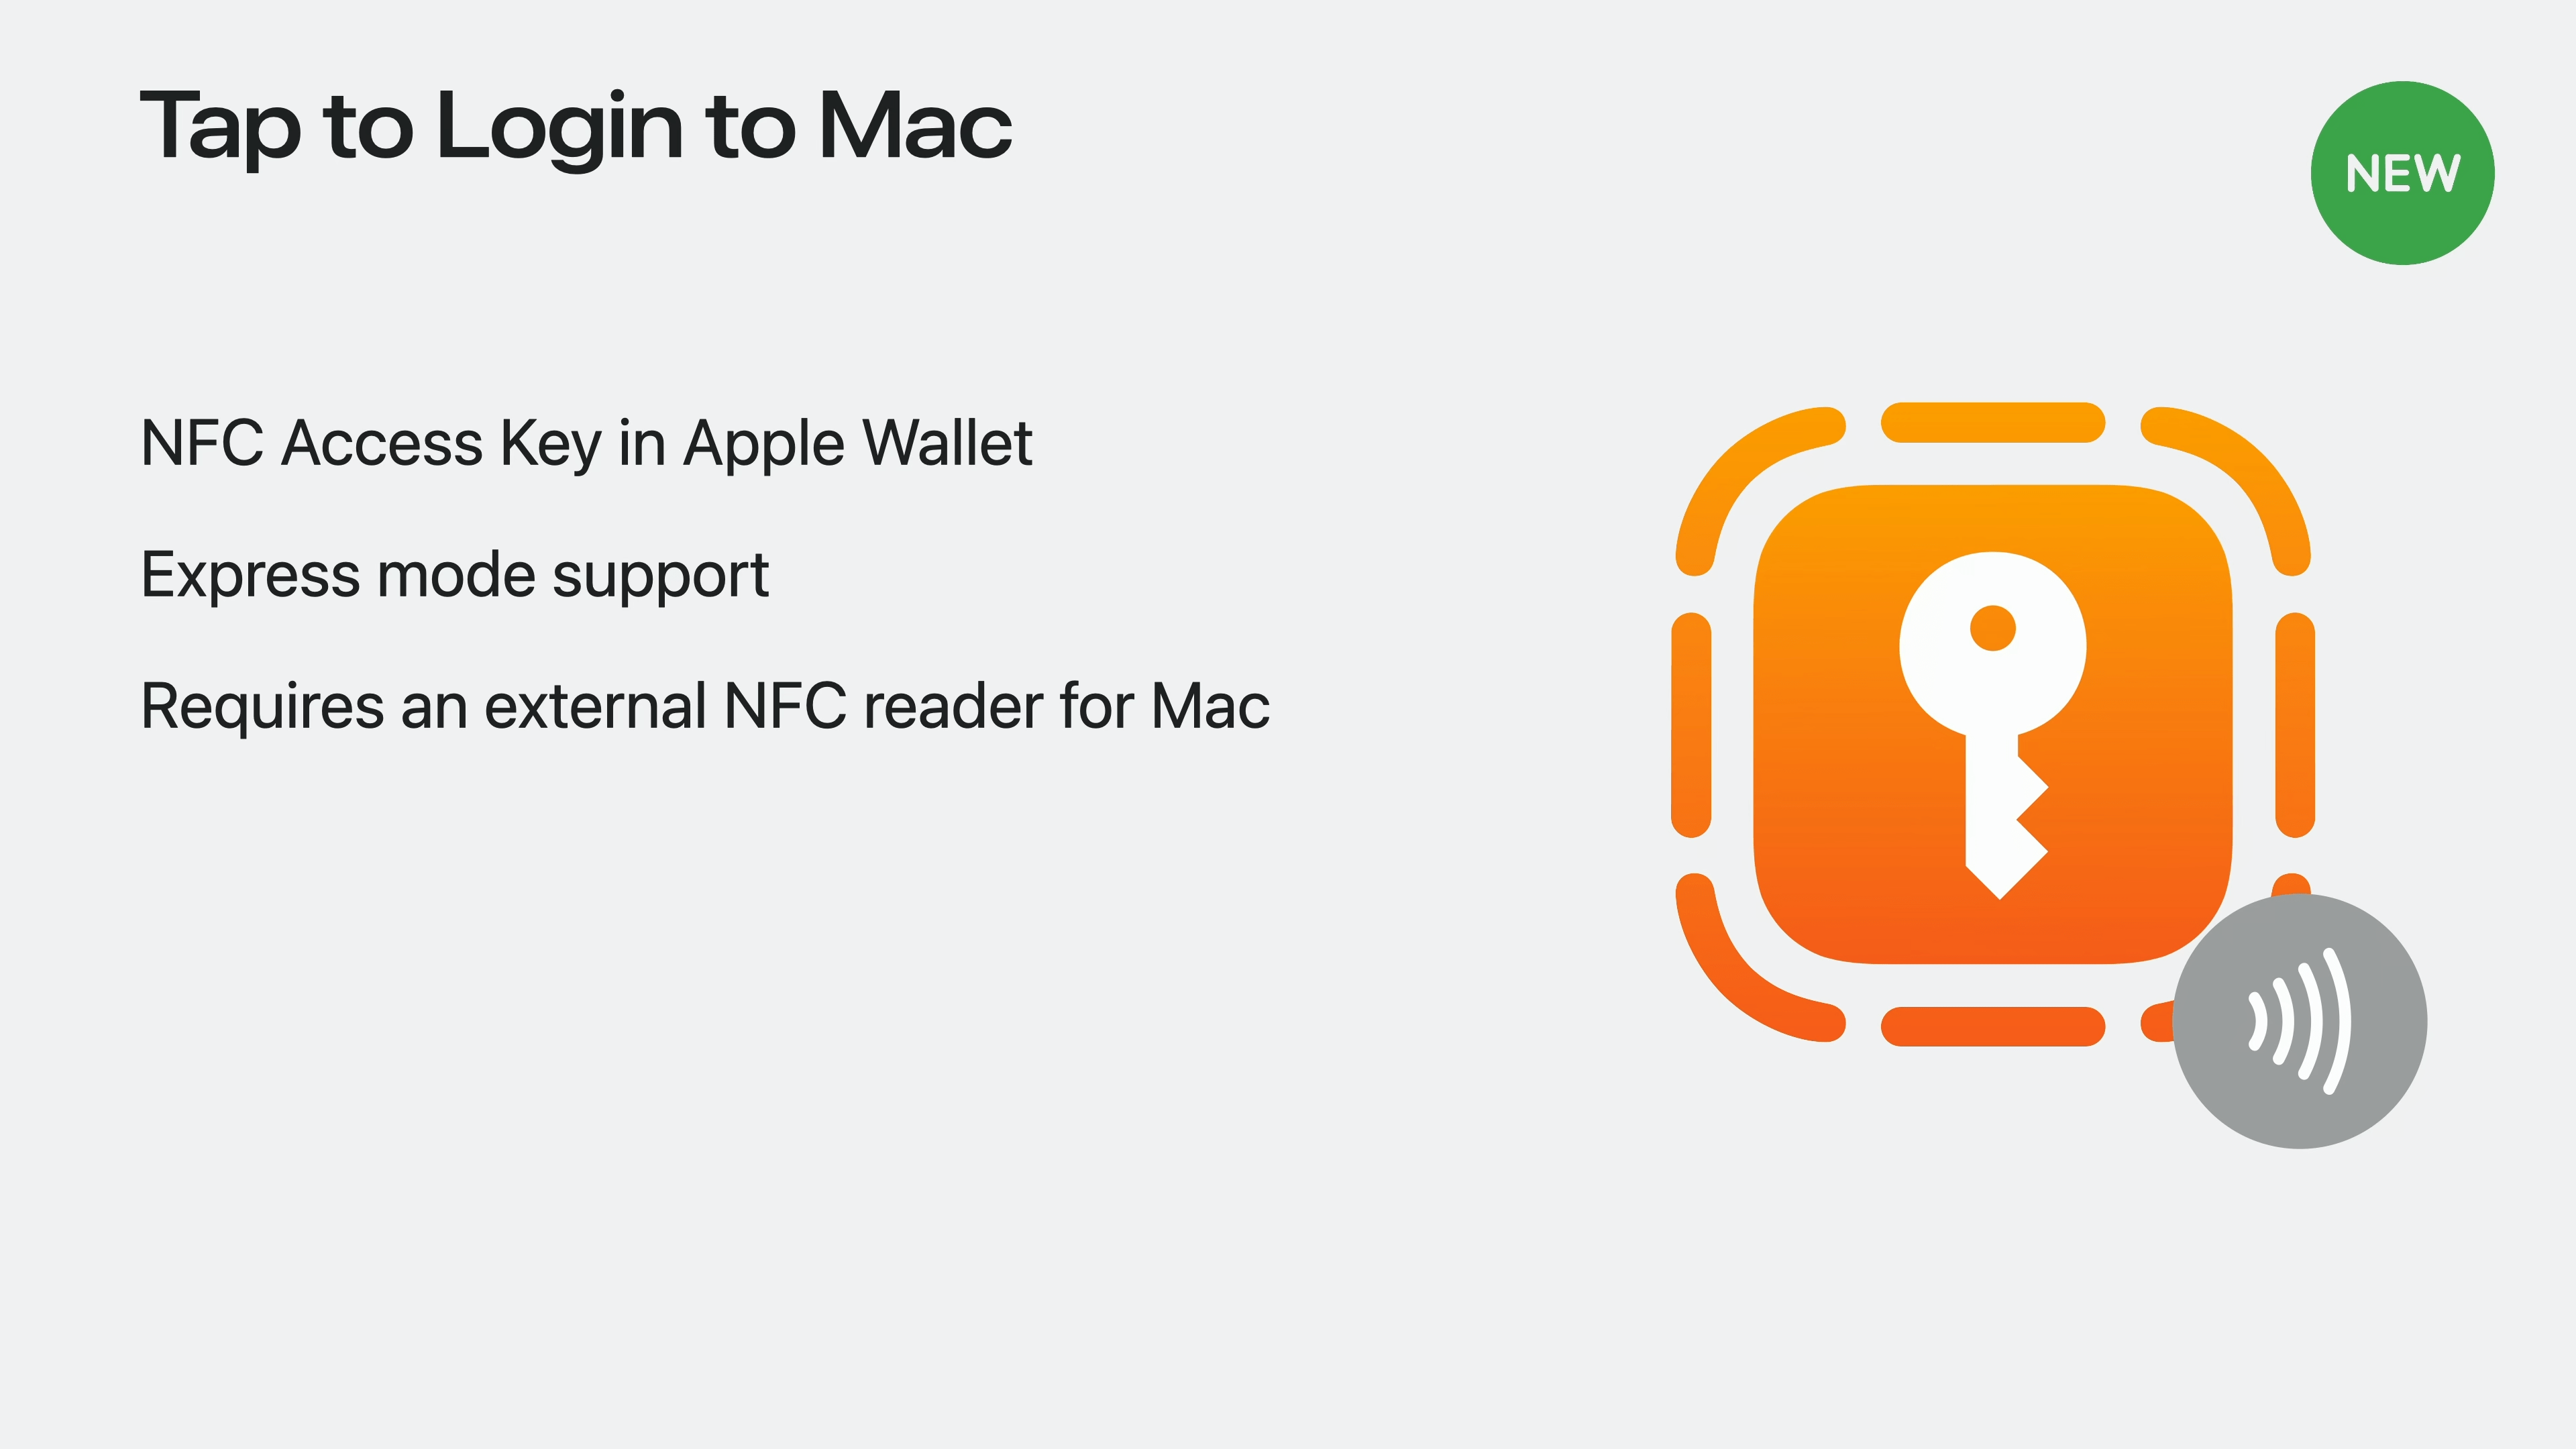 Tap to Login to Mac
NEW
NFC Access Key in Apple Wallet
Express mode support
Requires an external NFC reader for Mac